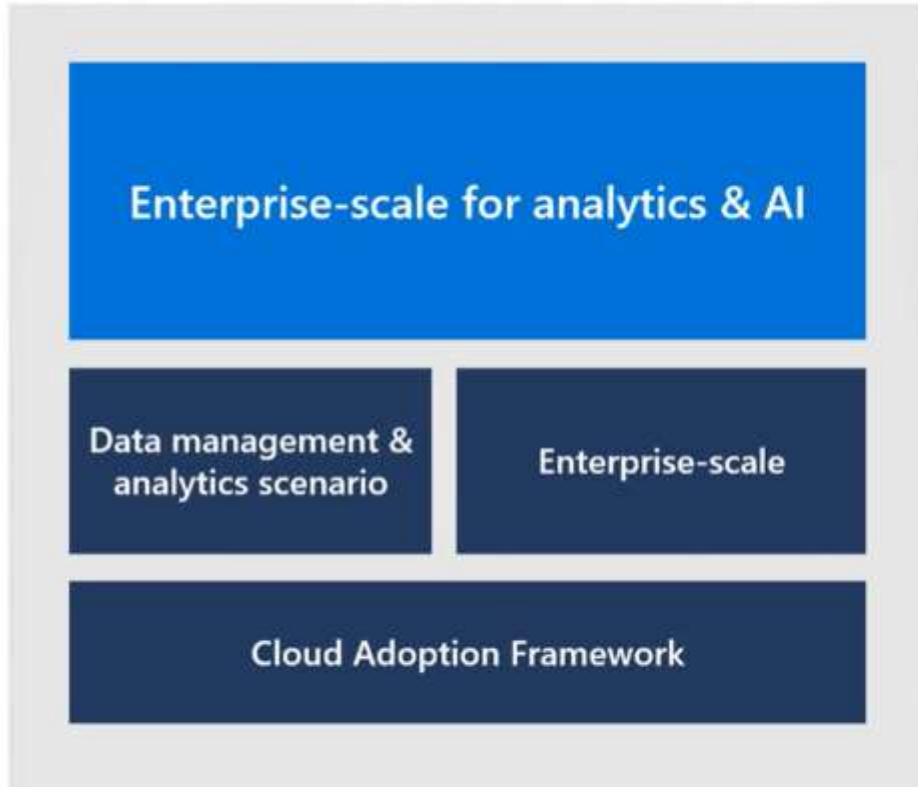 Enterprise-scale for analytics & AI
Data management &
analytics scenario
Enterprise-scale
Cloud Adoption Framework